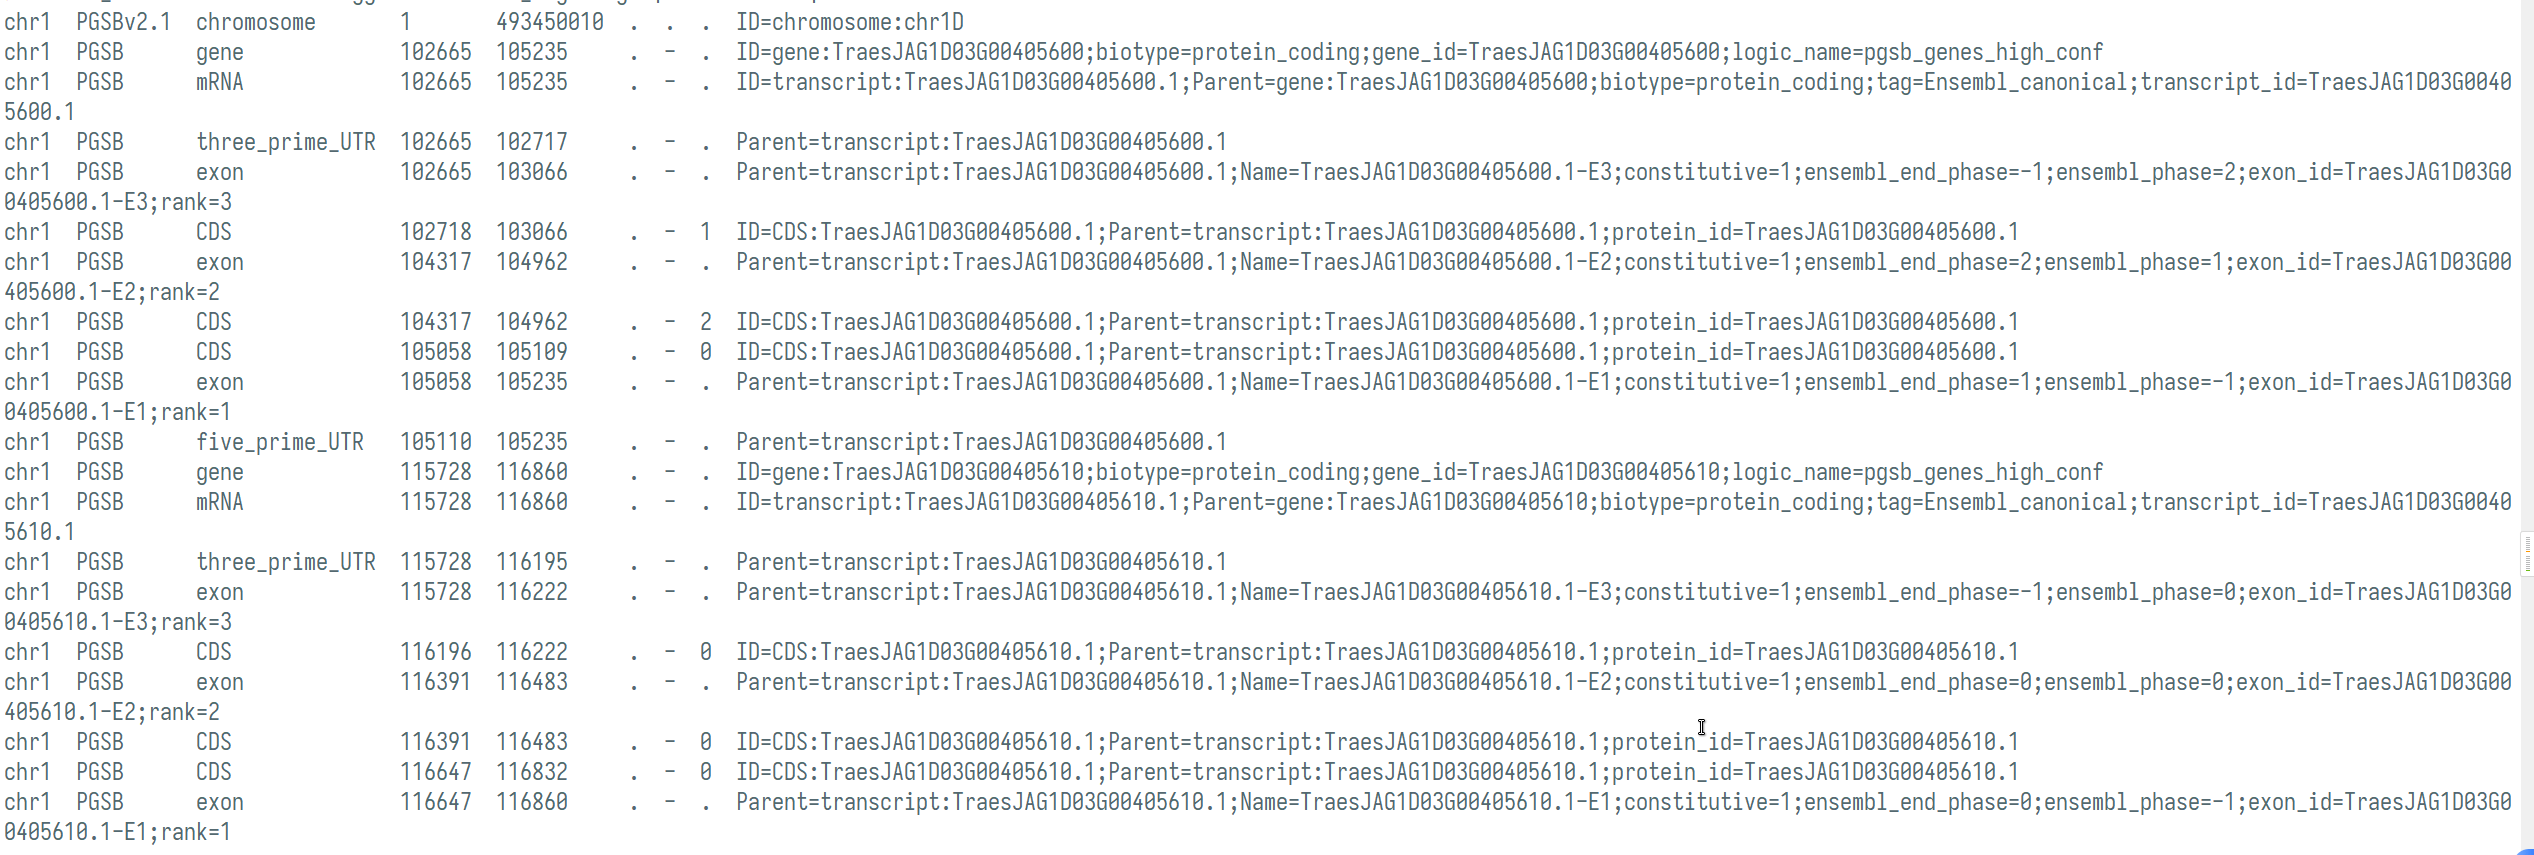 chr1 PGSBv2.1 chromosome 1 493450010 . . . ID=chromosome:chr1D
chr1 PGSB gene 102665 105235 . - . ID=gene:TraesJAG1D03G00405600;biotype=protein_coding;gene_id=TraesJAG1D03G00405600;logic_name=pgsb_genes_high_conf
chr1 PGSB mRNA 102665 105235 . - . ID=transcript:TraesJAG1D03G00405600.1;Parent=gene:TraesJAG1D03G00405600;biotype=protein_coding;tag=Ensembl_canonical;transcript_id=TraesJAG1D03G0040
5600.1
chr1 PGSB three_prime_UTR 102665 102717 . - . Parent=transcript:TraesJAG1D03G00405600.1
chr1 PGSB exon 102665 103066 . - . Parent=transcript:TraesJAG1D03G00405600.1;Name=TraesJAG1D03G00405600.1-E3;constitutive=1;ensembl_end_phase=-1;ensembl_phase=2;exon_id=TraesJAG1D03G0
0405600.1-E3;rank=3
chr1 PGSB CDS 102718 103066 . - 1 ID=CDS:TraesJAG1D03G00405600.1;Parent=transcript:TraesJAG1D03G00405600.1;protein_id=TraesJAG1D03G00405600.1
chr1 PGSB exon 104317 104962 . - . Parent=transcript:TraesJAG1D03G00405600.1;Name=TraesJAG1D03G00405600.1-E2;constitutive=1;ensembl_end_phase=2;ensembl_phase=1;exon_id=TraesJAG1D03G00
405600.1-E2;rank=2
chr1 PGSB CDS 104317 104962 . - 2 ID=CDS:TraesJAG1D03G00405600.1;Parent=transcript:TraesJAG1D03G00405600.1;protein_id=TraesJAG1D03G00405600.1
chr1 PGSB CDS 105058 105109 . - 0 ID=CDS:TraesJAG1D03G00405600.1;Parent=transcript:TraesJAG1D03G00405600.1;protein_id=TraesJAG1D03G00405600.1
chr1 PGSB exon 105058 105235 . - . Parent=transcript:TraesJAG1D03G00405600.1;Name=TraesJAG1D03G00405600.1-E1;constitutive=1;ensembl_end_phase=1;ensembl_phase=-1;exon_id=TraesJAG1D03G0
0405600.1-E1;rank=1
chr1 PGSB five_prime_UTR 105110 105235 . - . Parent=transcript:TraesJAG1D03G00405600.1
chr1 PGSB gene 115728 116860 . - . ID=gene:TraesJAG1D03G00405610;biotype=protein_coding;gene_id=TraesJAG1D03G00405610;logic_name=pgsb_genes_high_conf
chr1 PGSB mRNA 115728 116860 . - . ID=transcript:TraesJAG1D03G00405610.1;Parent=gene:TraesJAG1D03G00405610;biotype=protein_coding;tag=Ensembl_canonical;transcript_id=TraesJAG1D03G0040
5610.1
chr1 PGSB three_prime_UTR 115728 116195 . - . Parent=transcript:TraesJAG1D03G00405610.1
chr1 PGSB exon 115728 116222 . - . Parent=transcript:TraesJAG1D03G00405610.1;Name=TraesJAG1D03G00405610.1-E3;constitutive=1;ensembl_end_phase=-1;ensembl_phase=0;exon_id=TraesJAG1D03G0
0405610.1-E3;rank=3
chr1 PGSB CDS 116196 116222 . - 0 ID=CDS:TraesJAG1D03G00405610.1;Parent=transcript:TraesJAG1D03G00405610.1;protein_id=TraesJAG1D03G00405610.1
chr1 PGSB exon 116391 116483 . - . Parent=transcript:TraesJAG1D03G00405610.1;Name=TraesJAG1D03G00405610.1-E2;constitutive=1;ensembl_end_phase=0;ensembl_phase=0;exon_id=TraesJAG1D03G00
405610.1-E2;rank=2
chr1 PGSB CDS 116391 116483 . - 0 ID=CDS:TraesJAG1D03G00405610.1;Parent=transcript:TraesJAG1D03G00405610.1;protein_id=TraesJAG1D03G00405610.1
chr1 PGSB CDS 116647 116832 . - 0 ID=CDS:TraesJAG1D03G00405610.1;Parent=transcript:TraesJAG1D03G00405610.1;protein_id=TraesJAG1D03G00405610.1
chr1 PGSB exon 116647 116860 . - . Parent=transcript:TraesJAG1D03G00405610.1;Name=TraesJAG1D03G00405610.1-E1;constitutive=1;ensembl_end_phase=0;ensembl_phase=-1;exon_id=TraesJAG1D03G0
0405610.1-E1;rank=1